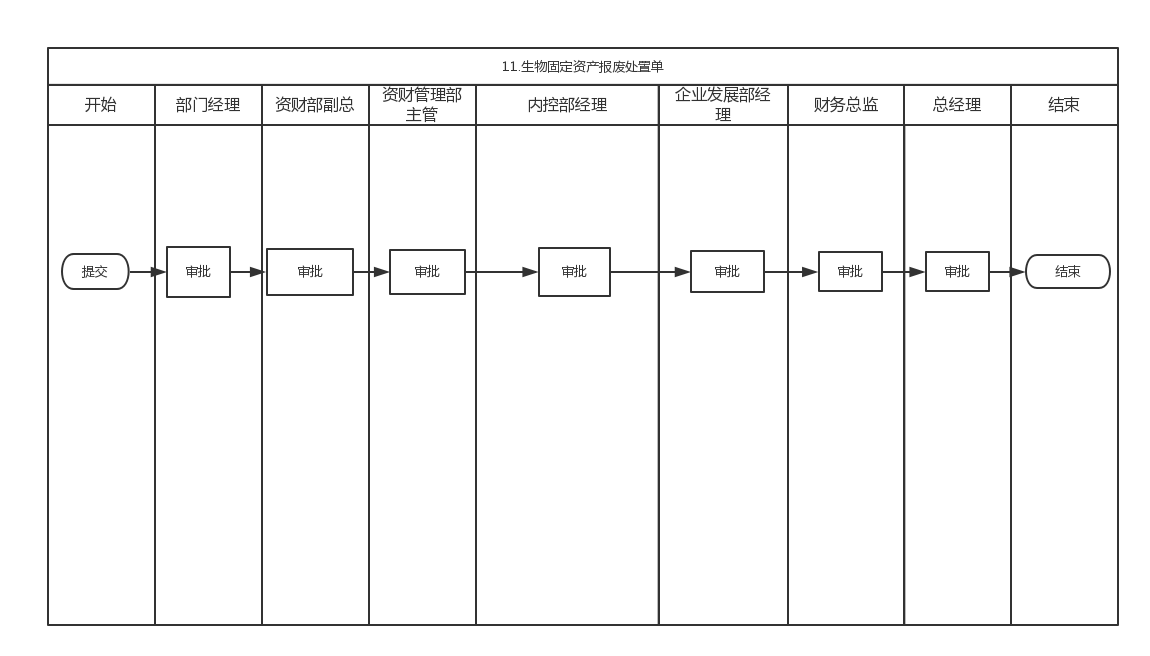 11.生物固定资产报废处置单
开始
部门经理
资财部副总
资财管理部
主管
内控部经理
企业发展部经
理
财务总监
总经理
结束
提交
审批
审批
审批
审批
审批
审批
审批
结束